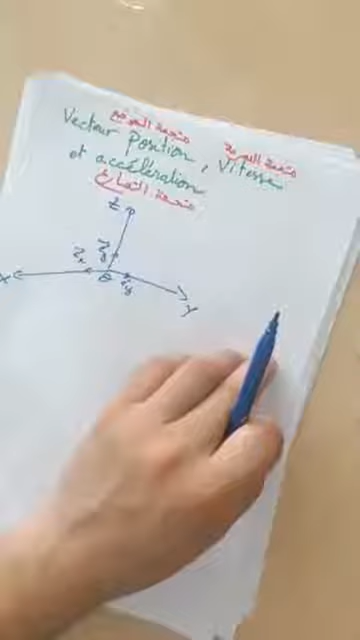 متجهة الموضع
Vecteur Position, Vitesse
متجهة السرعة
et accélération
متجهة التسارع
Z
X
O
Y